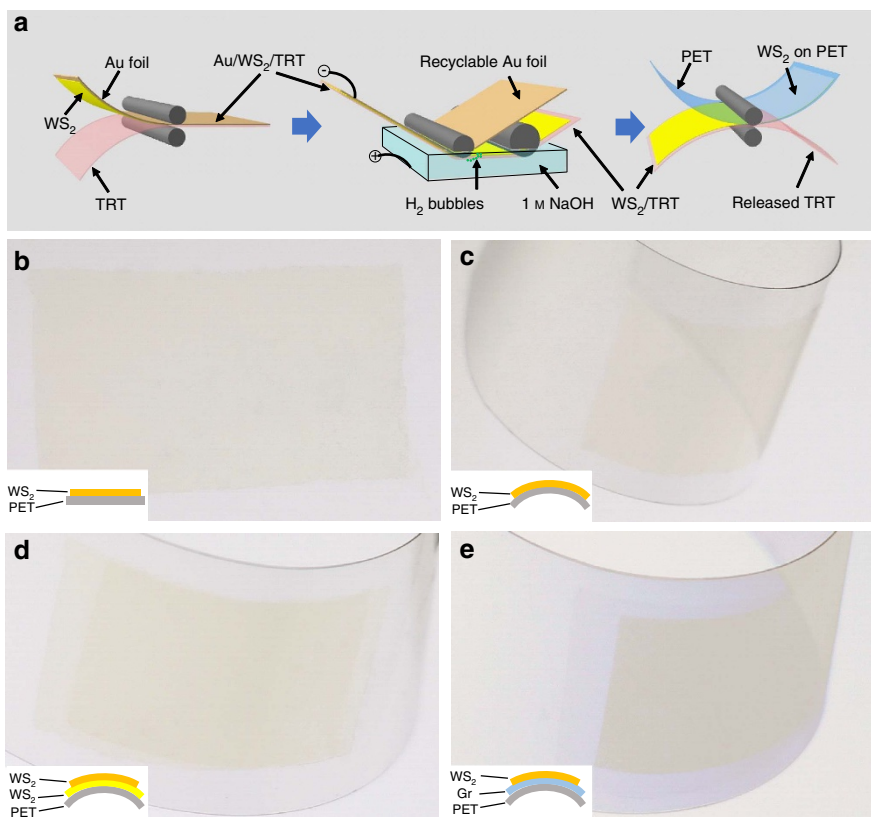 a
Au foil
Au/WS₂/TRT
WS₂
TRT
⊖
Recyclable Au foil
⊕
H₂ bubbles
1 M NaOH
WS₂/TRT
PET
WS₂ on PET
Released TRT
b
WS₂
PET
c
WS₂
PET
d
WS₂
WS₂
PET
e
WS₂
Gr
PET